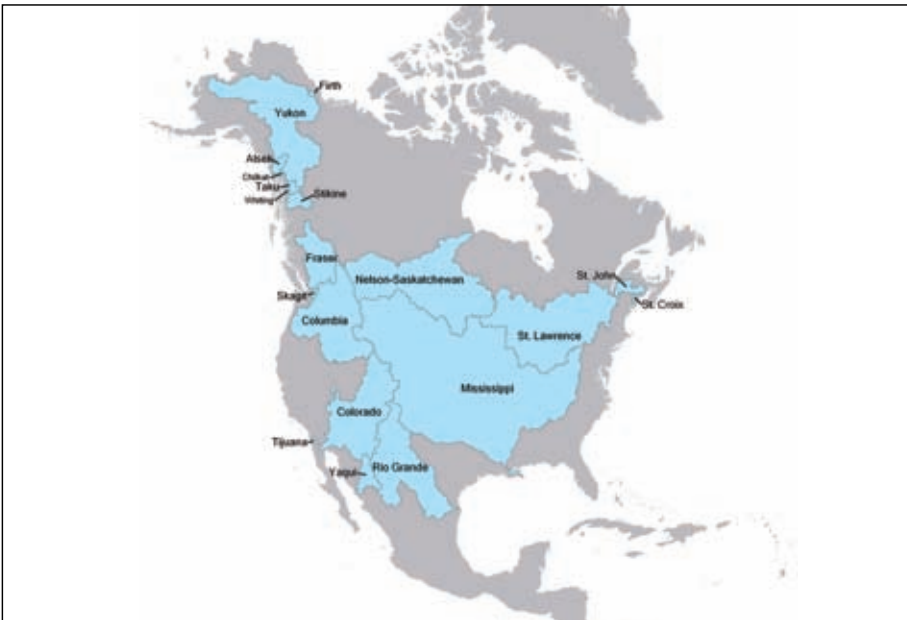 Firth
Yukon
Alsek
Chilkat
Taku
Whiting
Stikine
Fraser
Nelson-Saskatchewan
St. John
Skagit
St. Croix
Columbia
St. Lawrence
Mississippi
Colorado
Tijuana
Yaqui
Rio Grande